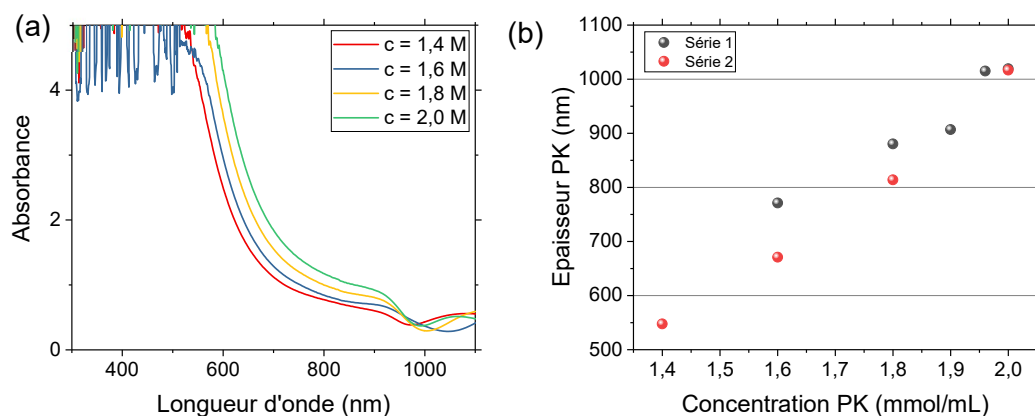 (a)
Absorbance
4
2
0
400
600
800
1000
Longueur d'onde (nm)
c = 1,4 M
c = 1,6 M
c = 1,8 M
c = 2,0 M
(b)
Epaisseur PK (nm)
1100
1000
900
800
700
600
500
1,4
1,5
1,6
1,7
1,8
1,9
2,0
Concentration PK (mmol/mL)
Série 1
Série 2